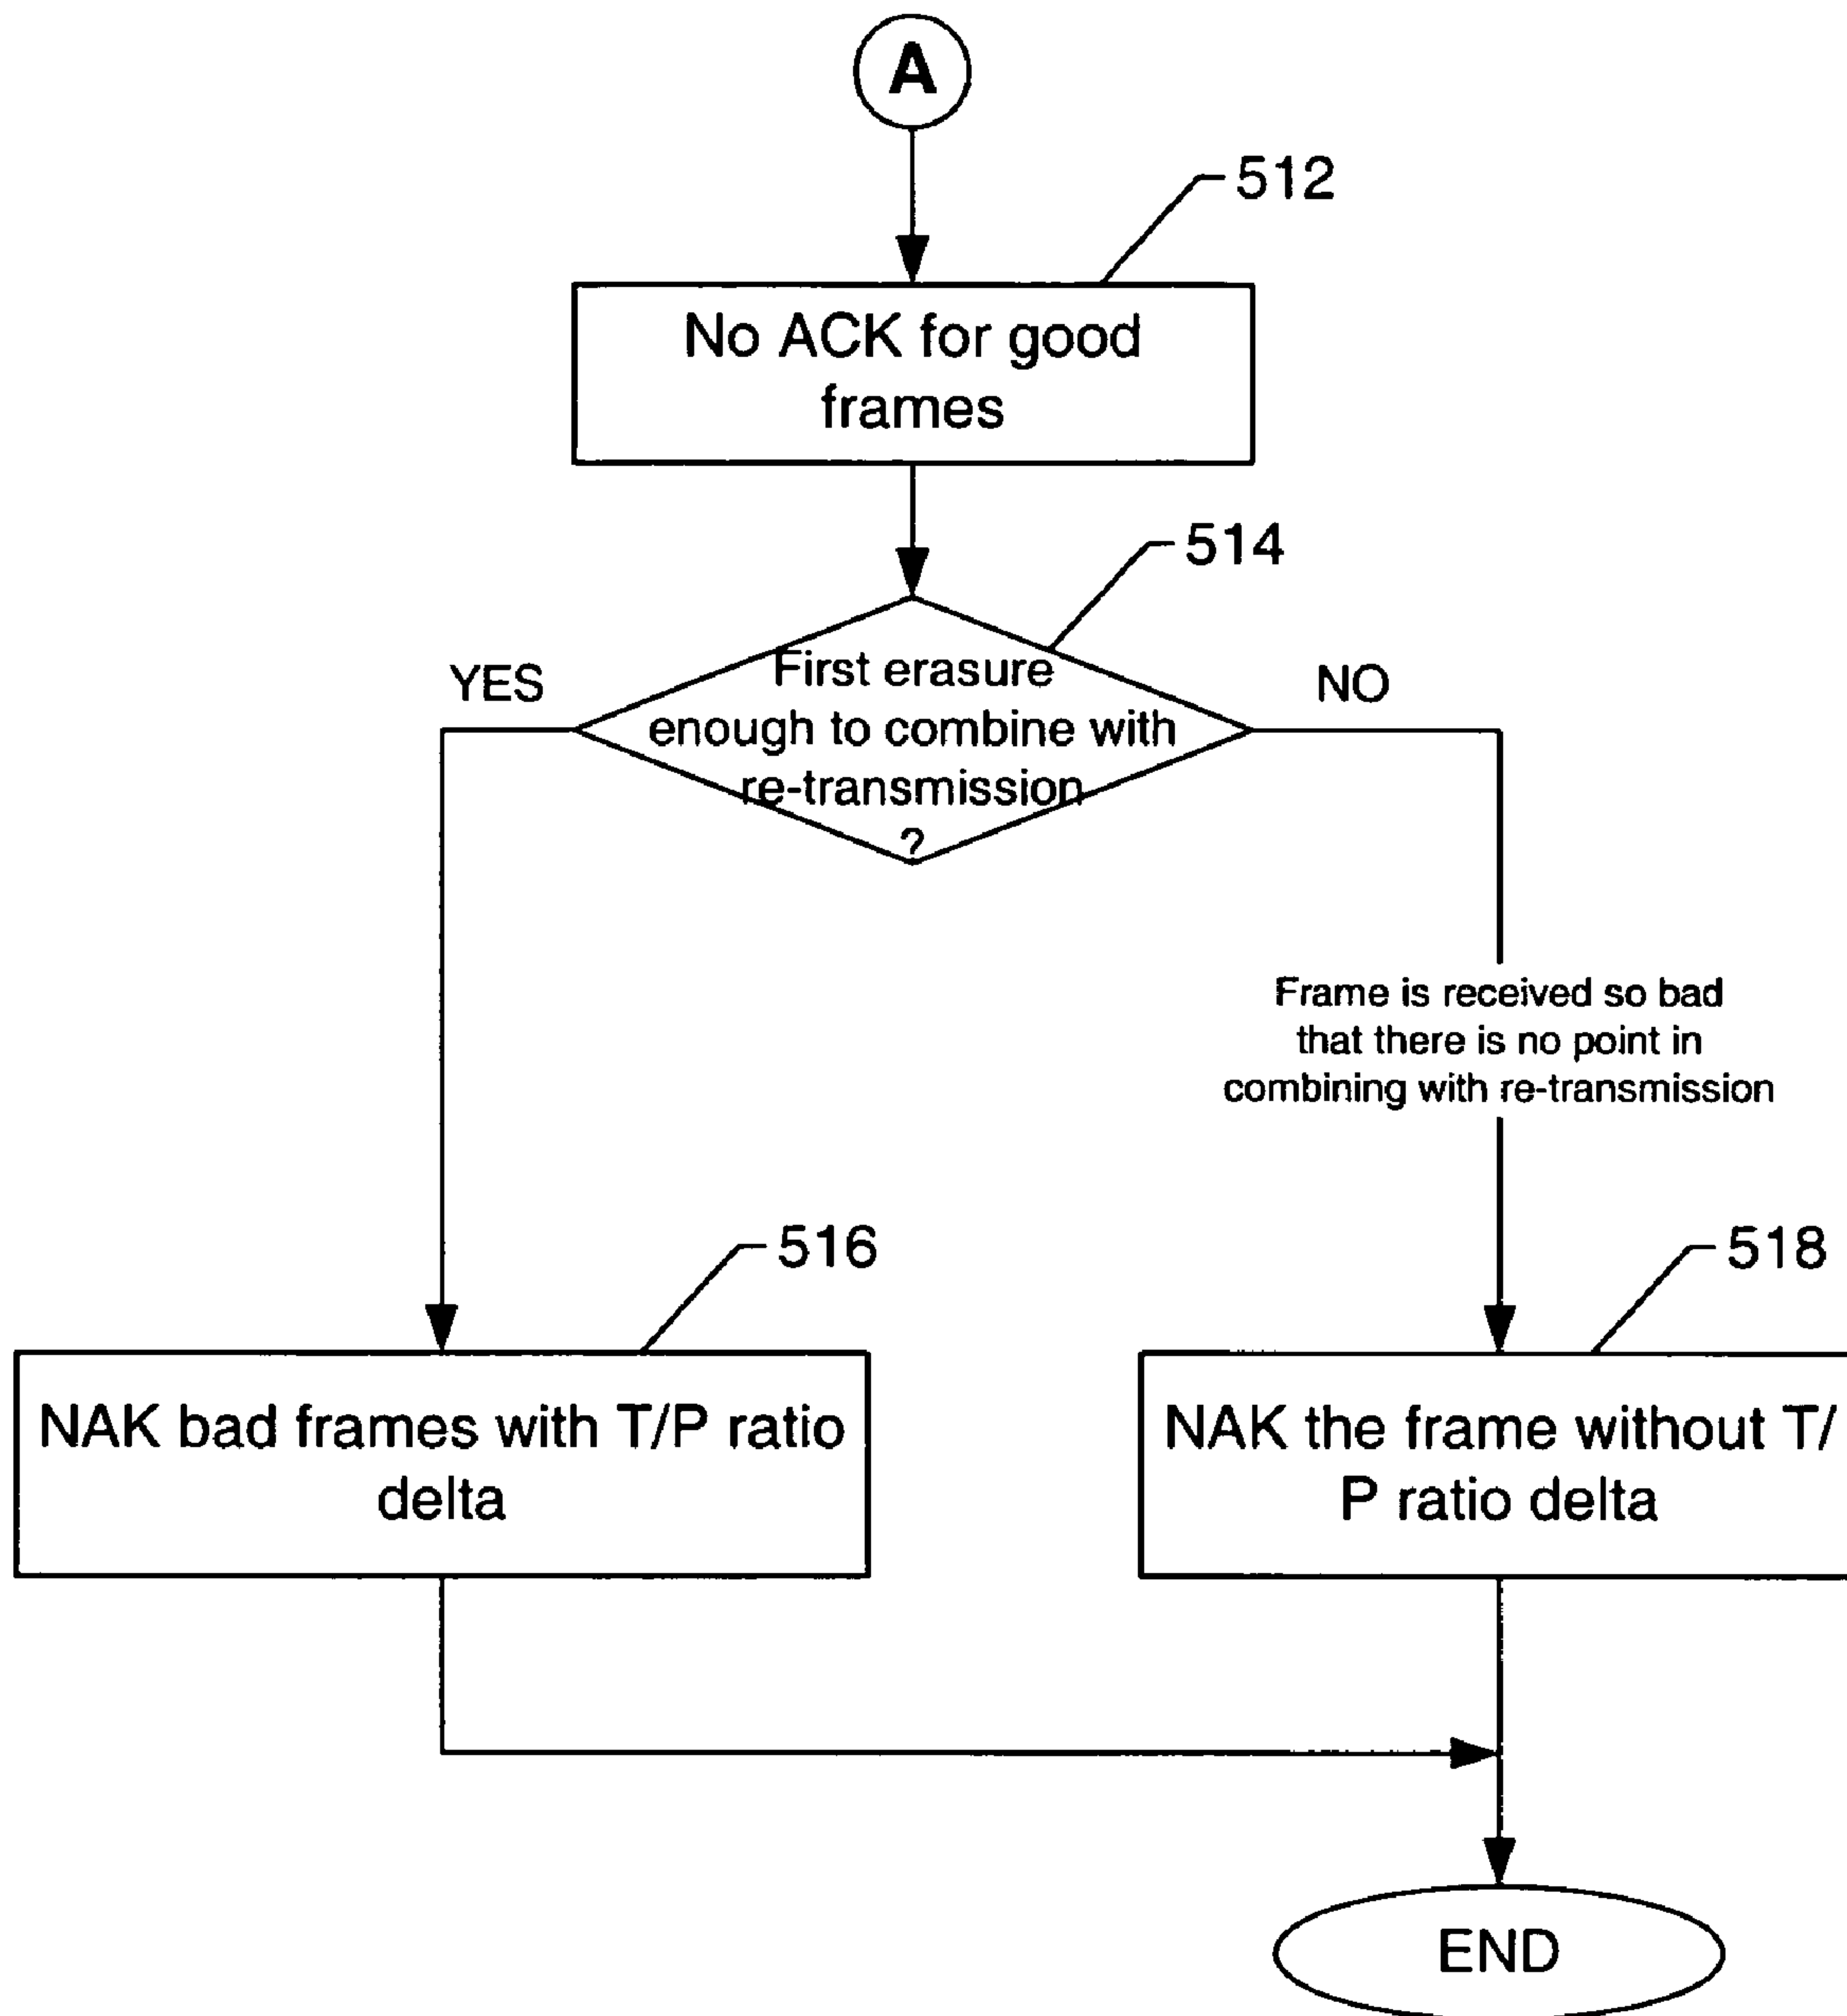 A
512
No ACK for good
frames
514
YES
First erasure
enough to combine with
re-transmission
?
NO
Frame is received so bad
that there is no point in
combining with re-transmission
516
518
NAK bad frames with T/P ratio
delta
NAK the frame without T/
P ratio delta
END